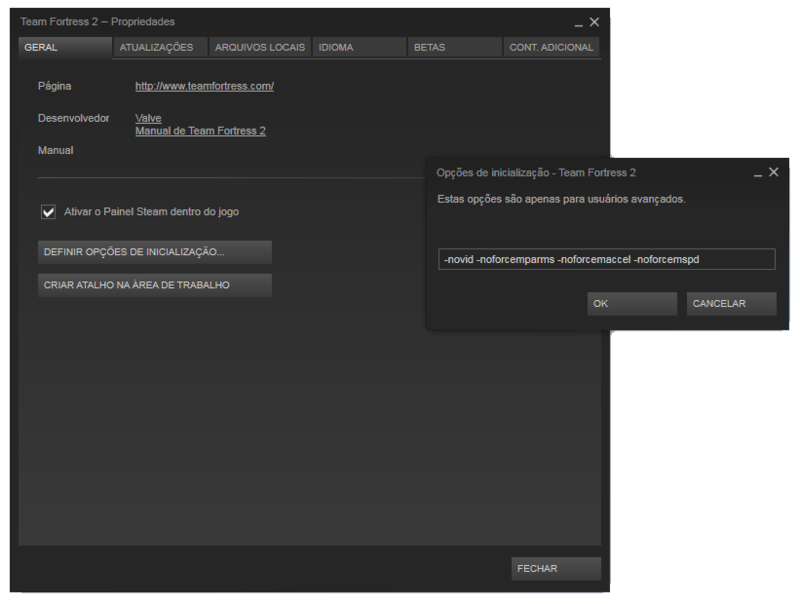 Team Fortress 2 – Propriedades
GERAL ATUALIZAÇÕES ARQUIVOS LOCAIS IDIOMA BETAS CONT. ADICIONAL
Página http://www.teamfortress.com/
Desenvolvedor Valve
Manual de Team Fortress 2
Manual
Ativar o Painel Steam dentro do jogo
DEFINIR OPÇÕES DE INICIALIZAÇÃO...
CRIAR ATALHO NA ÀREA DE TRABALHO
FECHAR
Opções de inicialização - Team Fortress 2
Estas opções são apenas para usuários avançados.
-novid -noforcemparms -noforcemaccel -noforcemspd
OK CANCELAR